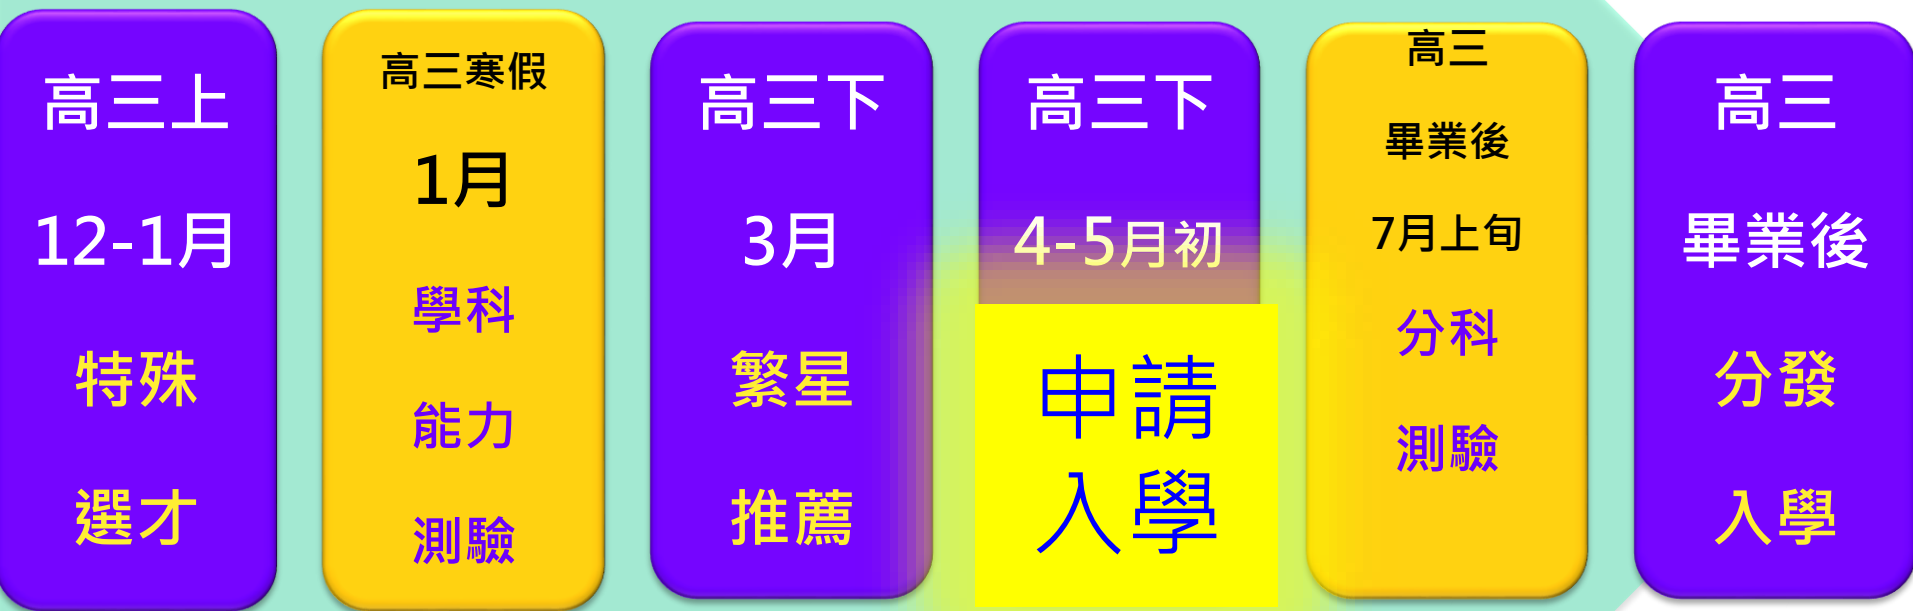 高三上
12-1月
特殊
選才
高三寒假
1月
學科
能力
測驗
高三下
3月
繁星
推薦
高三下
4-5月初
申請
入學
高三
畢業後
7月上旬
分科
測驗
高三
畢業後
分發
入學